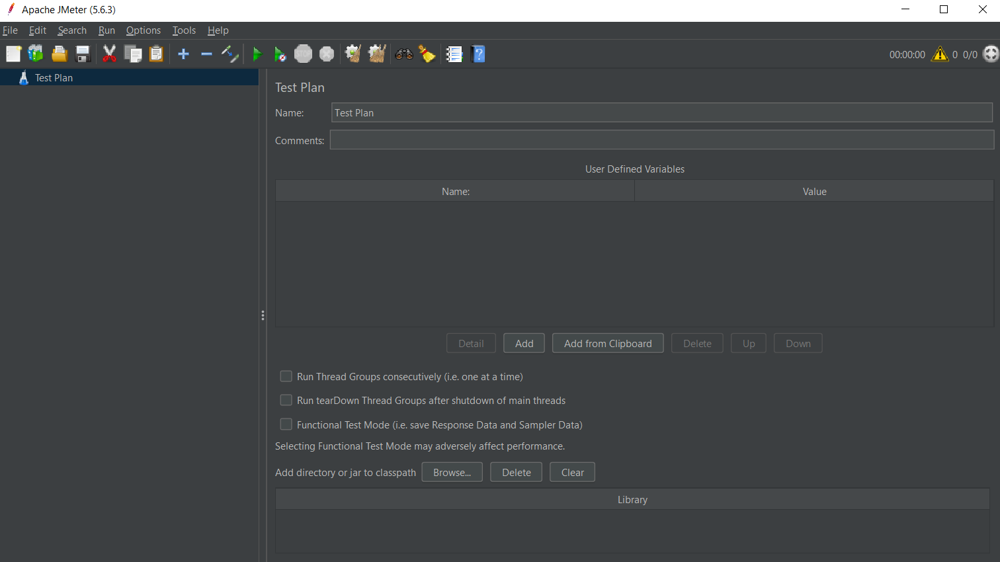 Apache JMeter (5.6.3)
File Edit Search Run Options Tools Help
STOP
00:00:00 0 0/0
Test Plan
Test Plan
Name: Test Plan
Comments:
User Defined Variables
Name: Value
Detail Add Add from Clipboard Delete Up Down
Run Thread Groups consecutively (i.e. one at a time)
Run tearDown Thread Groups after shutdown of main threads
Functional Test Mode (i.e. save Response Data and Sampler Data)
Selecting Functional Test Mode may adversely affect performance.
Add directory or jar to classpath Browse... Delete Clear
Library